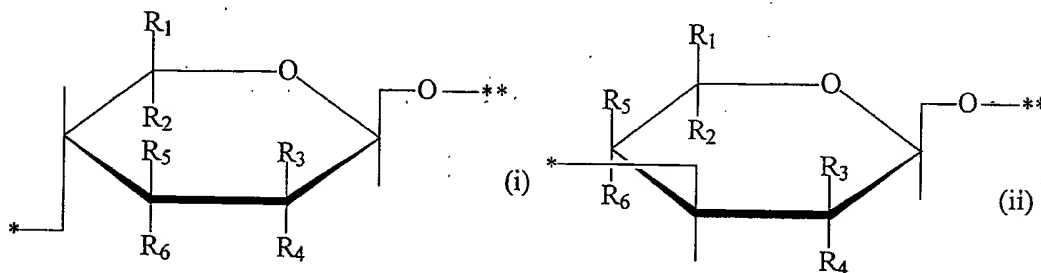 R₁ R₁
O O
O—** O—**
R₅ R₂ R₂
R₅ R₃ * R₃
(i) R₆ (ii)
* R₆ R₄ R₄